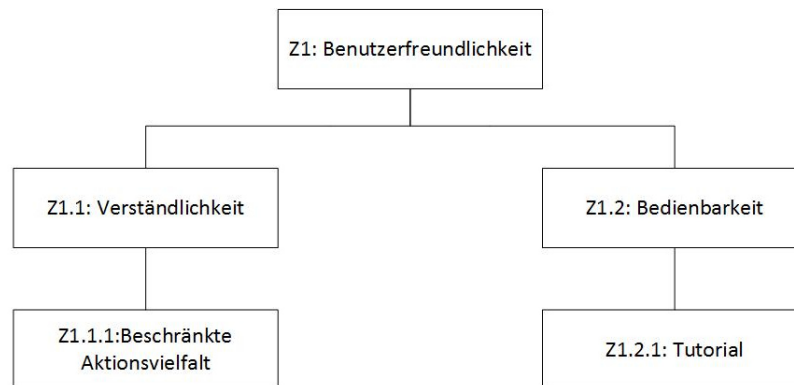 Z1: Benutzerfreundlichkeit
Z1.1: Verständlichkeit
Z1.2: Bedienbarkeit
Z1.1.1:Beschränkte
Aktionsvielfalt
Z1.2.1: Tutorial